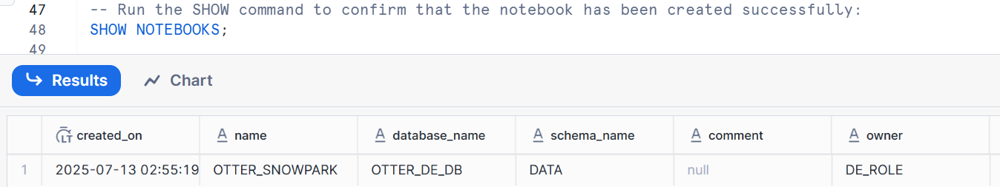 47 -- Run the SHOW command to confirm that the notebook has been created successfully:
48 SHOW NOTEBOOKS;
49
Results Chart
LT created_on A name A database_name A schema_name A comment A owner
1 2025-07-13 02:55:19 OTTER_SNOWPARK OTTER_DE_DB DATA null DE_ROLE